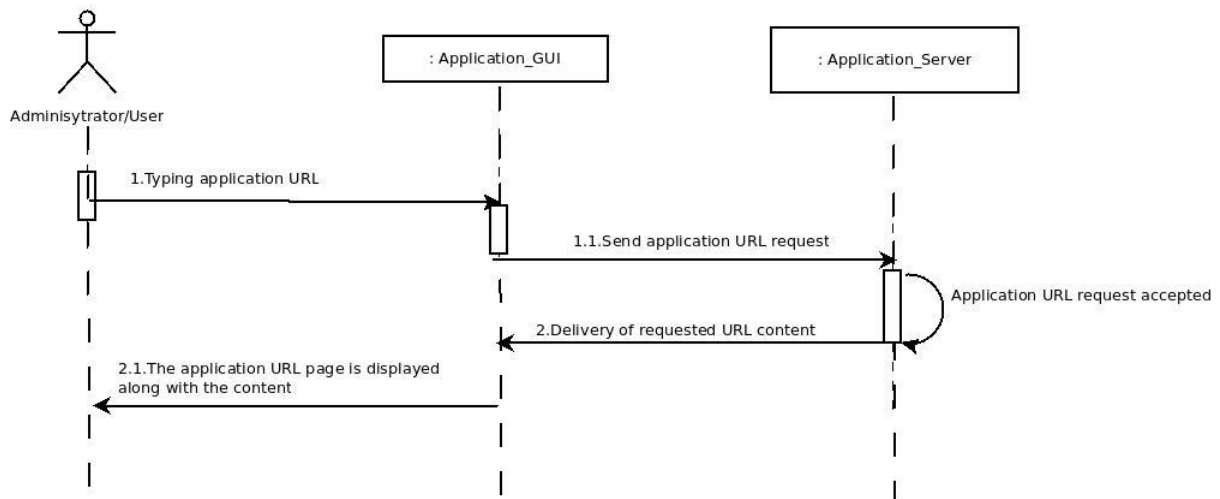 : Application_GUI
: Application_Server
Adminisytrator/User
1.Typing application URL
1.1.Send application URL request
Application URL request accepted
2.Delivery of requested URL content
2.1.The application URL page is displayed
along with the content